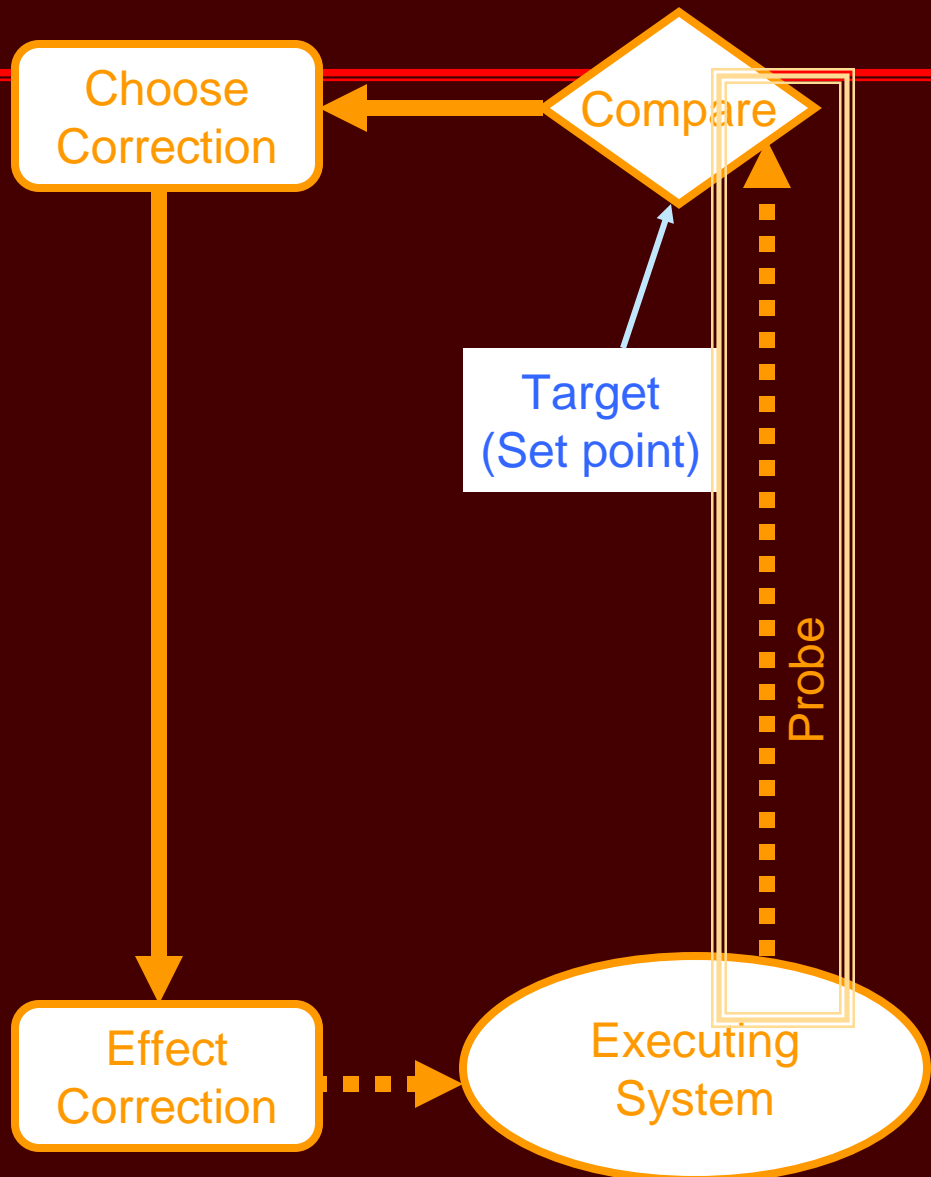 Choose
Correction
Compare
Target
(Set point)
Probe
Effect
Correction
Executing
System